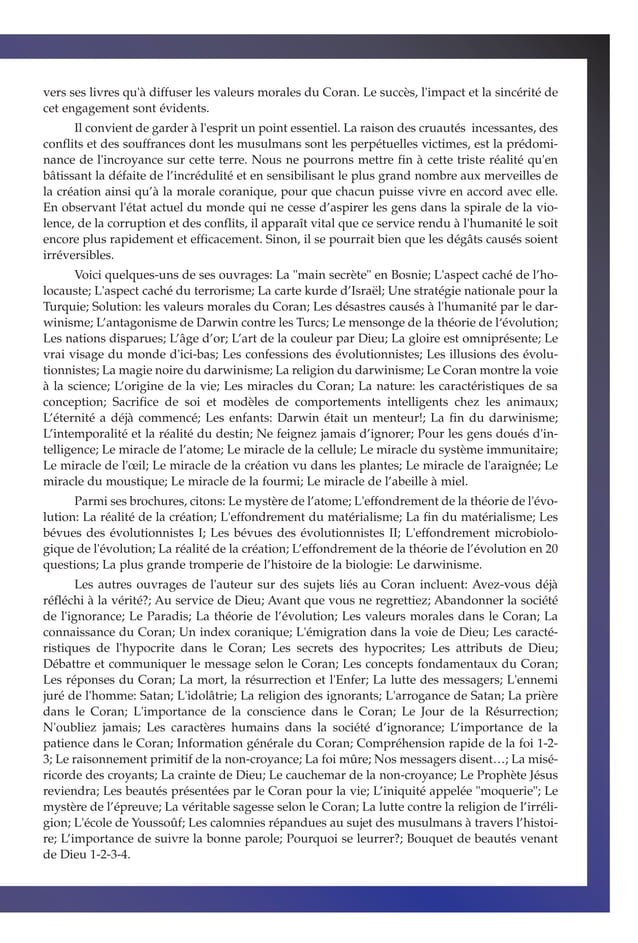 vers ses livres qu'à diffuser les valeurs morales du Coran. Le succès, l'impact et la sincérité de
cet engagement sont évidents.
Il convient de garder à l'esprit un point essentiel. La raison des cruautés incessantes, des
conflits et des souffrances dont les musulmans sont les perpétuelles victimes, est la prédomi-
nance de l'incroyance sur cette terre. Nous ne pourrons mettre fin à cette triste réalité qu'en
bâtissant la défaite de l’incrédulité et en sensibilisant le plus grand nombre aux merveilles de
la création ainsi qu’à la morale coranique, pour que chacun puisse vivre en accord avec elle.
En observant l'état actuel du monde qui ne cesse d’aspirer les gens dans la spirale de la vio-
lence, de la corruption et des conflits, il apparaît vital que ce service rendu à l'humanité le soit
encore plus rapidement et efficacement. Sinon, il se pourrait bien que les dégâts causés soient
irréversibles.
Voici quelques-uns de ses ouvrages: La "main secrète" en Bosnie; L'aspect caché de l’ho-
locauste; L'aspect caché du terrorisme; La carte kurde d’Israël; Une stratégie nationale pour la
Turquie; Solution: les valeurs morales du Coran; Les désastres causés à l'humanité par le dar-
winisme; L’antagonisme de Darwin contre les Turcs; Le mensonge de la théorie de l‘évolution;
Les nations disparues; L’âge d’or; L’art de la couleur par Dieu; La gloire est omniprésente; Le
vrai visage du monde d'ici-bas; Les confessions des évolutionnistes; Les illusions des évolu-
tionnistes; La magie noire du darwinisme; La religion du darwinisme; Le Coran montre la voie
à la science; L’origine de la vie; Les miracles du Coran; La nature: les caractéristiques de sa
conception; Sacrifice de soi et modèles de comportements intelligents chez les animaux;
L’éternité a déjà commencé; Les enfants: Darwin était un menteur!; La fin du darwinisme;
L’intemporalité et la réalité du destin; Ne feignez jamais d’ignorer; Pour les gens doués d'in-
telligence; Le miracle de l’atome; Le miracle de la cellule; Le miracle du système immunitaire;
Le miracle de l'œil; Le miracle de la création vu dans les plantes; Le miracle de l'araignée; Le
miracle du moustique; Le miracle de la fourmi; Le miracle de l’abeille à miel.
Parmi ses brochures, citons: Le mystère de l’atome; L'effondrement de la théorie de l'évo-
lution: La réalité de la création; L'effondrement du matérialisme; La fin du matérialisme; Les
bévues des évolutionnistes I; Les bévues des évolutionnistes II; L'effondrement microbiolo-
gique de l'évolution; La réalité de la création; L’effondrement de la théorie de l’évolution en 20
questions; La plus grande tromperie de l’histoire de la biologie: Le darwinisme.
Les autres ouvrages de l'auteur sur des sujets liés au Coran incluent: Avez-vous déjà
réfléchi à la vérité?; Au service de Dieu; Avant que vous ne regrettiez; Abandonner la société
de l'ignorance; Le Paradis; La théorie de l’évolution; Les valeurs morales dans le Coran; La
connaissance du Coran; Un index coranique; L'émigration dans la voie de Dieu; Les caracté-
ristiques de l'hypocrite dans le Coran; Les secrets des hypocrites; Les attributs de Dieu;
Débattre et communiquer le message selon le Coran; Les concepts fondamentaux du Coran;
Les réponses du Coran; La mort, la résurrection et l'Enfer; La lutte des messagers; L'ennemi
juré de l'homme: Satan; L'idolâtrie; La religion des ignorants; L'arrogance de Satan; La prière
dans le Coran; L'importance de la conscience dans le Coran; Le Jour de la Résurrection;
N'oubliez jamais; Les caractères humains dans la société d’ignorance; L’importance de la
patience dans le Coran; Information générale du Coran; Compréhension rapide de la foi 1-2-
3; Le raisonnement primitif de la non-croyance; La foi mûre; Nos messagers disent…; La misé-
ricorde des croyants; La crainte de Dieu; Le cauchemar de la non-croyance; Le Prophète Jésus
reviendra; Les beautés présentées par le Coran pour la vie; L’iniquité appelée "moquerie"; Le
mystère de l’épreuve; La véritable sagesse selon le Coran; La lutte contre la religion de l’irréli-
gion; L'école de Youssoûf; Les calomnies répandues au sujet des musulmans à travers l’histoi-
re; L’importance de suivre la bonne parole; Pourquoi se leurrer?; Bouquet de beautés venant
de Dieu 1-2-3-4.